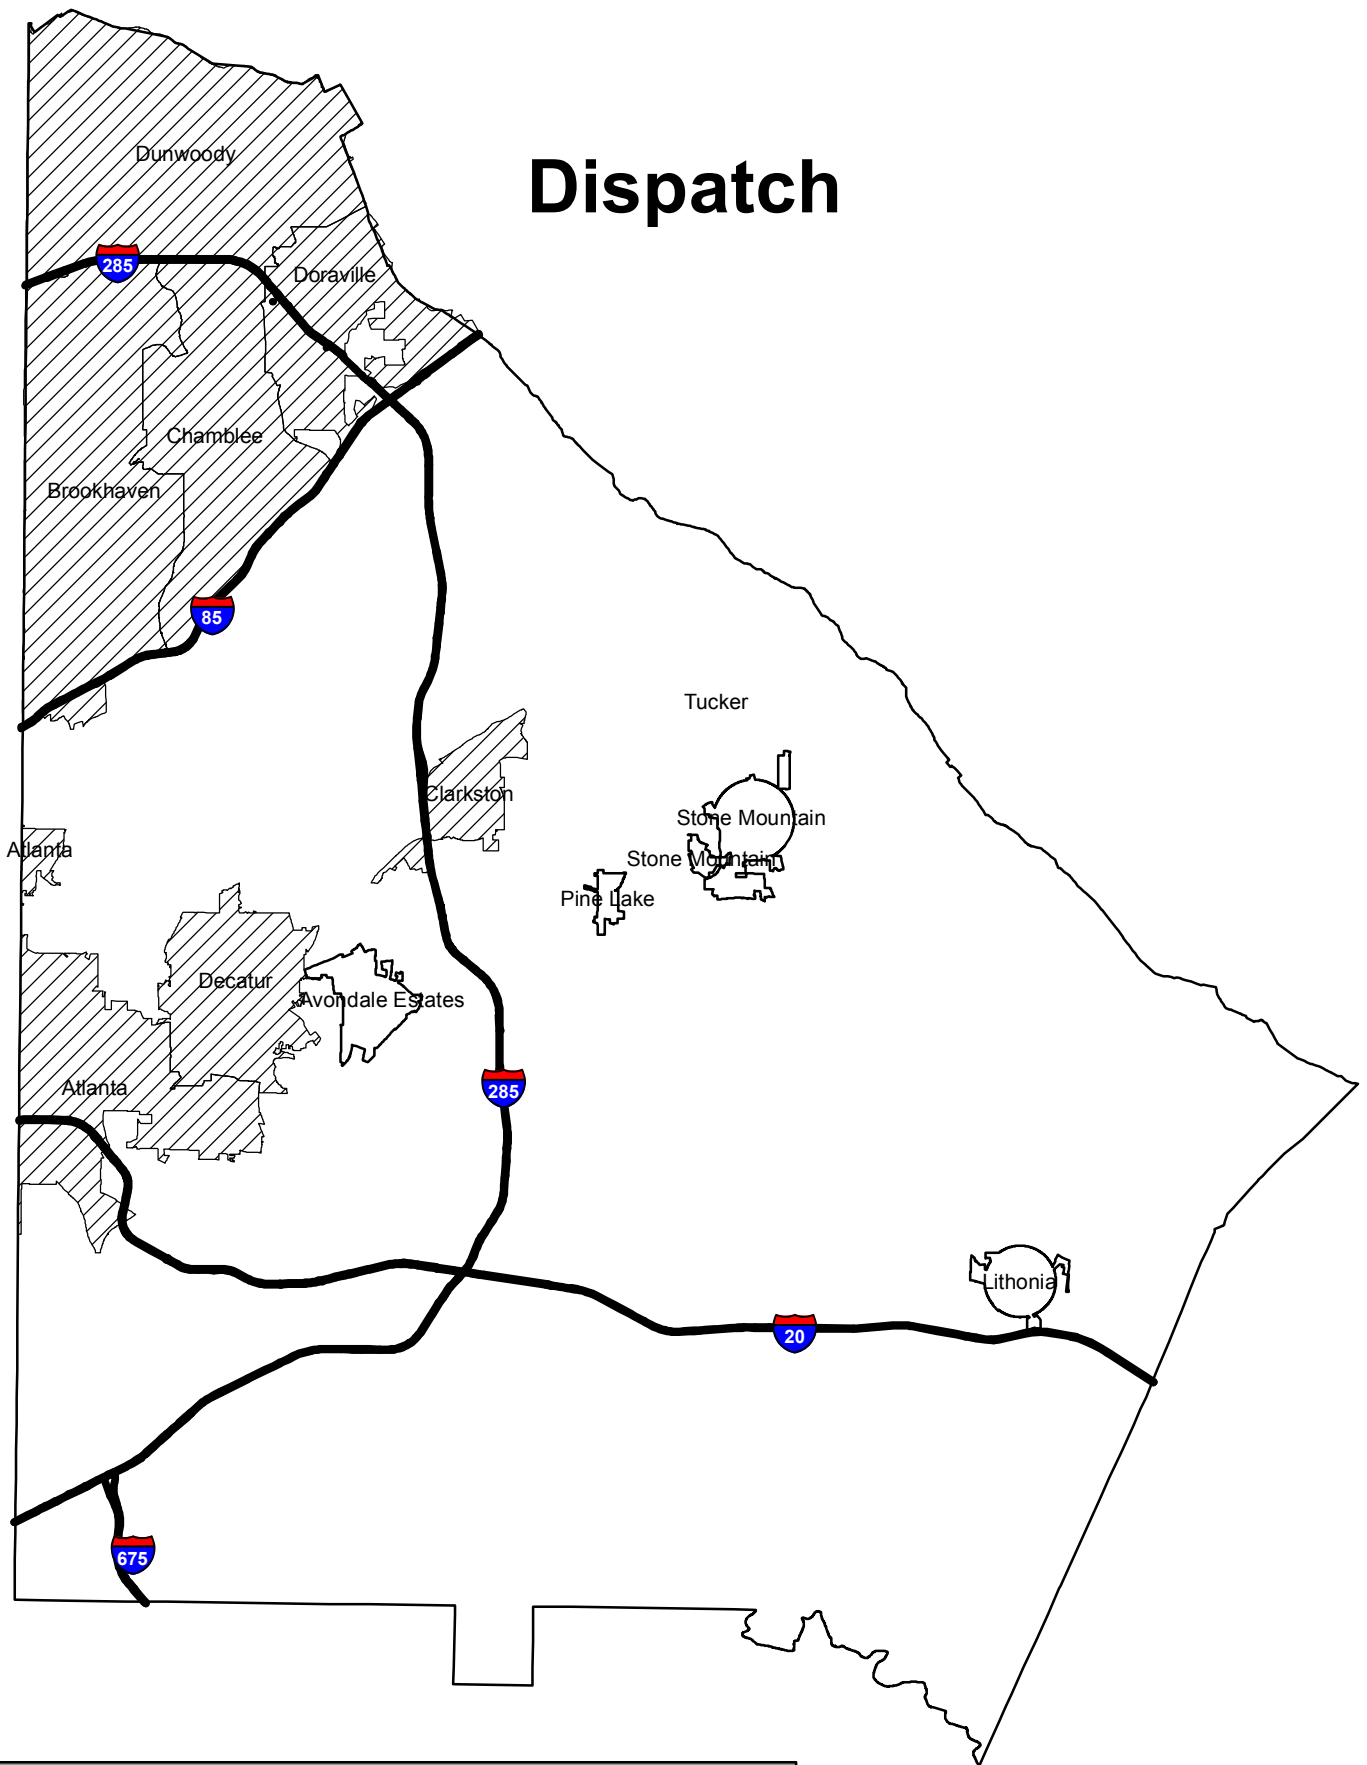 Dunwoody
Dispatch
285
Doraville
Chamblee
Brookhaven
85
Tucker
Clarkston
Stone Mountain
Atlanta
Stone Mountain
Pine Lake
Decatur
Avondale Estates
Atlanta
285
Lithonia
20
675